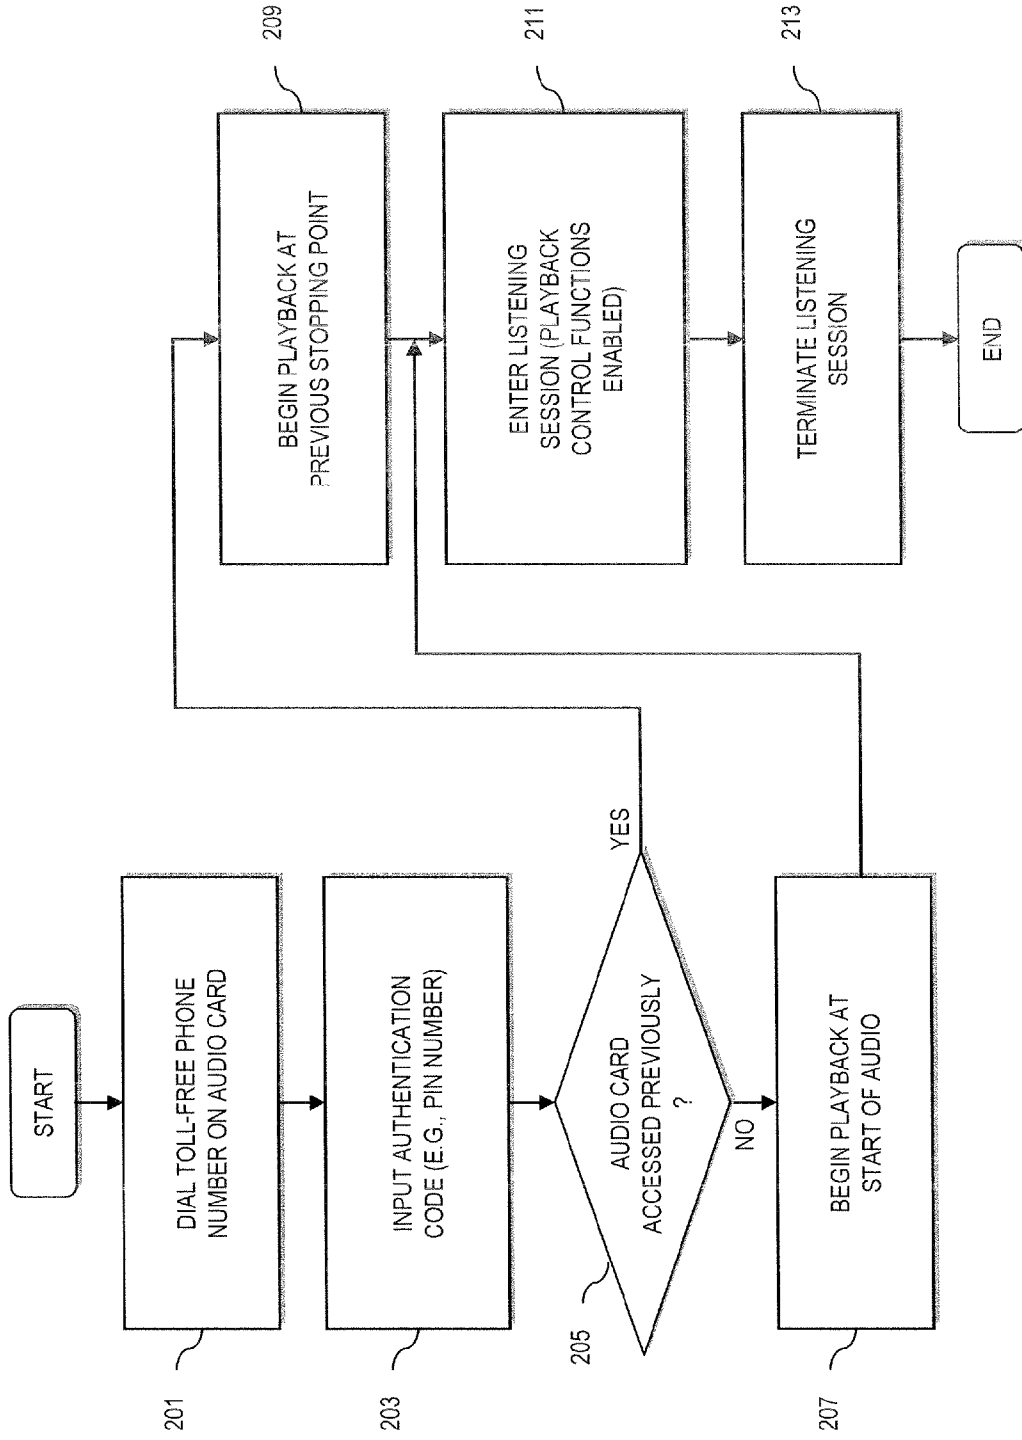 START
DIAL TOLL-FREE PHONE
NUMBER ON AUDIO CARD
201
INPUT AUTHENTICATION
CODE (E.G., PIN NUMBER)
203
AUDIO CARD
ACCESSED PREVIOUSLY
?
205
YES
NO
BEGIN PLAYBACK AT
START OF AUDIO
207
BEGIN PLAYBACK AT
PREVIOUS STOPPING POINT
209
ENTER LISTENING
SESSION (PLAYBACK
CONTROL FUNCTIONS
ENABLED)
211
TERMINATE LISTENING
SESSION
213
END